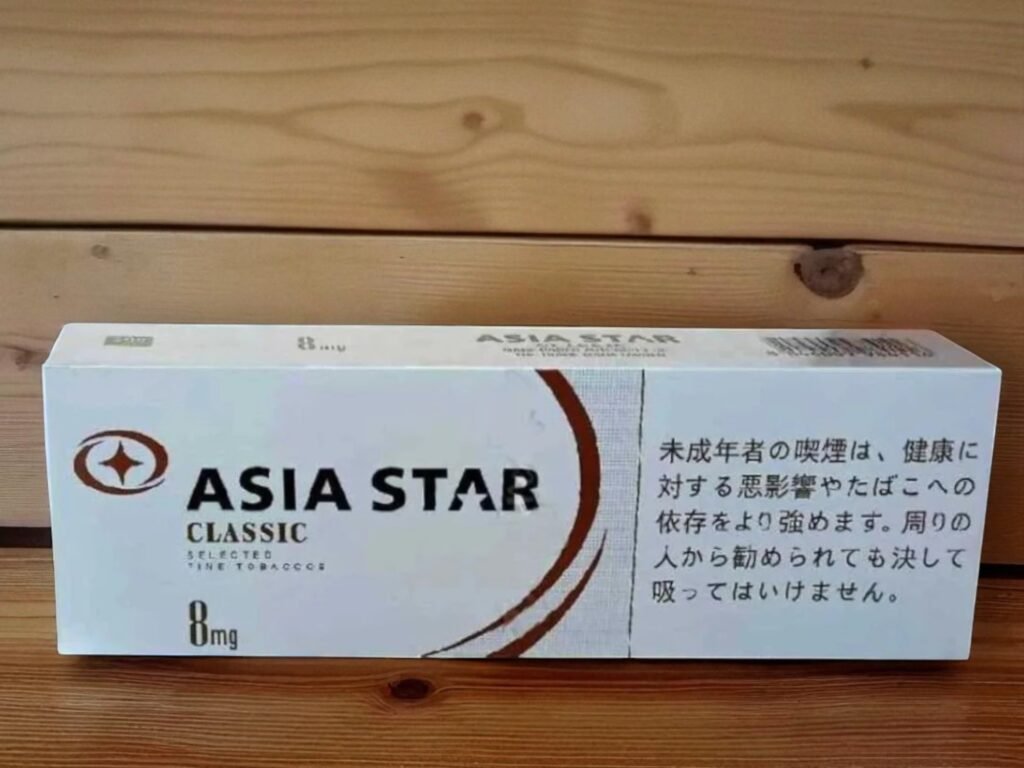 8mg
ASIA STAR
ASIA STAR
CLASSIC
SELECTED
FINE TOBACCOS
8mg
未成年者の喫煙は、健康に
対する悪影響やたばこへの
依存をより強めます。周りの
人から勧められても決して
吸ってはいけません。